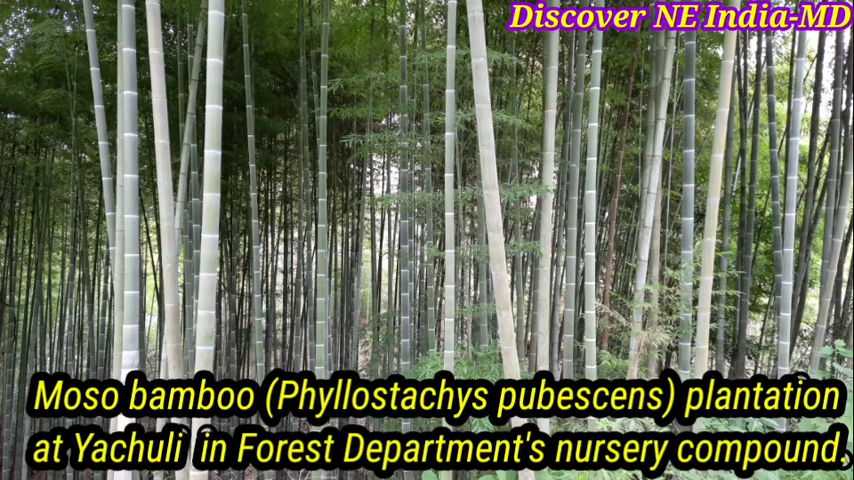 Discover NE India-MD
Moso bamboo (Phyllostachys pubescens) plantation
at Yachuli in Forest Department's nursery compound.